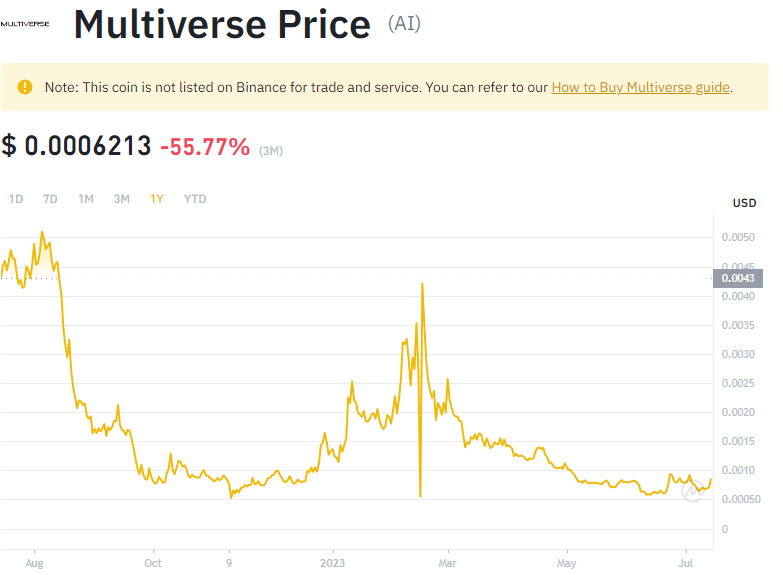 MULTIVERSE Multiverse Price (AI)
Note: This coin is not listed on Binance for trade and service. You can refer to our How to Buy Multiverse guide.
$ 0.0006213 -55.77% (3M)
1D 7D 1M 3M 1Y YTD
USD
0.0050
0.0045
0.0043
0.0040
0.0035
0.0030
0.0025
0.0020
0.0015
0.0010
0.00050
0
Aug Oct 9 2023 Mar May Jul